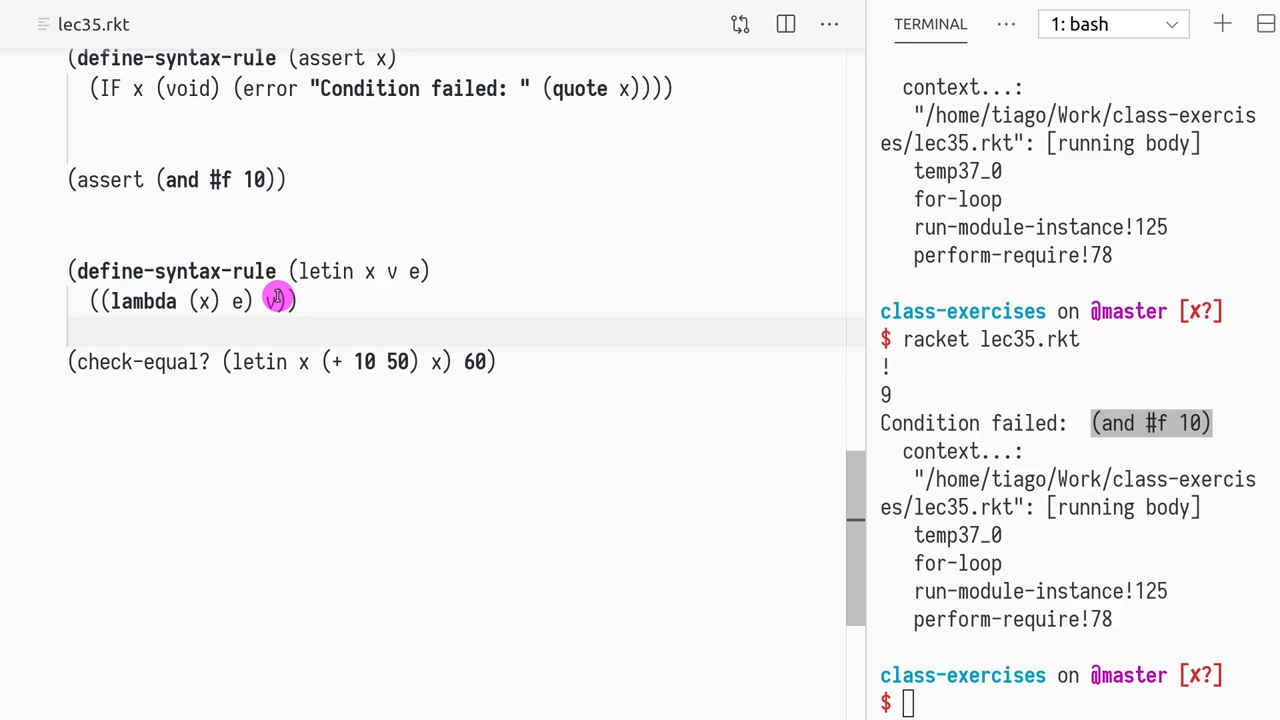 lec35.rkt
(define-syntax-rule (assert x)
(IF x (void) (error "Condition failed: " (quote x))))
(assert (and #f 10))
(define-syntax-rule (letin x v e)
((lambda (x) e) v))
(check-equal? (letin x (+ 10 50) x) 60)
TERMINAL ··· 1: bash
context...:
"/home/tiago/Work/class-exercis
es/lec35.rkt": [running body]
temp37_0
for-loop
run-module-instance!125
perform-require!78
class-exercises on @master [x?]
$ racket lec35.rkt
!
9
Condition failed:  (and #f 10)
context...:
"/home/tiago/Work/class-exercis
es/lec35.rkt": [running body]
temp37_0
for-loop
run-module-instance!125
perform-require!78
class-exercises on @master [x?]
$